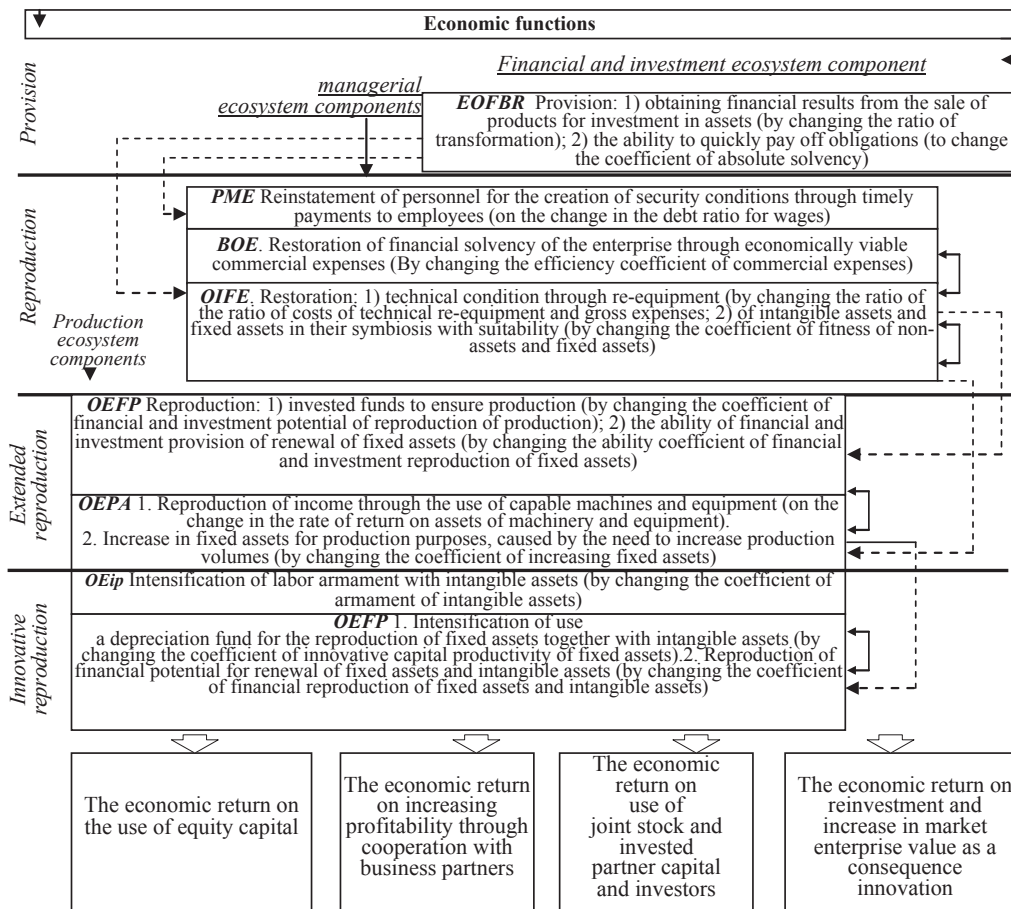 Economic functions
Financial and investment ecosystem component
managerial
ecosystem components
Provision
EOFBR Provision: 1) obtaining financial results from the sale of
products for investment in assets (by changing the ratio of
transformation); 2) the ability to quickly pay off obligations (to change
the coefficient of absolute solvency)
Reproduction
PME Reinstatement of personnel for the creation of security conditions through timely
payments to employees (on the change in the debt ratio for wages)
BOE. Restoration of financial solvency of the enterprise through economically viable
commercial expenses (By changing the efficiency coefficient of commercial expenses)
OIFE. Restoration: 1) technical condition through re-equipment (by changing the ratio of
the ratio of costs of technical re-equipment and gross expenses; 2) of intangible assets and
fixed assets in their symbiosis with suitability (by changing the coefficient of fitness of non-
assets and fixed assets)
Production
ecosystem
components
Extended
reproduction
OEFP Reproduction: 1) invested funds to ensure production (by changing the coefficient of
financial and investment potential of reproduction of production); 2) the ability of financial
and investment provision of renewal of fixed assets (by changing the ability coefficient of financial
and investment reproduction of fixed assets)
OEPA 1. Reproduction of income through the use of capable machines and equipment (on the
change in the rate of return on assets of machinery and equipment).
2. Increase in fixed assets for production purposes, caused by the need to increase production
volumes (by changing the coefficient of increasing fixed assets)
Innovative
reproduction
OEip Intensification of labor armament with intangible assets (by changing the coefficient of
armament of intangible assets)
OEFP 1. Intensification of use
a depreciation fund for the reproduction of fixed assets together with intangible assets (by
changing the coefficient of innovative capital productivity of fixed assets).2. Reproduction of
financial potential for renewal of fixed assets and intangible assets (by changing the coefficient
of financial reproduction of fixed assets and intangible assets)
The economic return on
the use of equity capital
The economic return
on increasing
profitability through
cooperation with
business partners
The economic
return on
use of
joint stock and
invested
partner capital
and investors
The economic return on
reinvestment and
increase in market
enterprise value as a
consequence
innovation